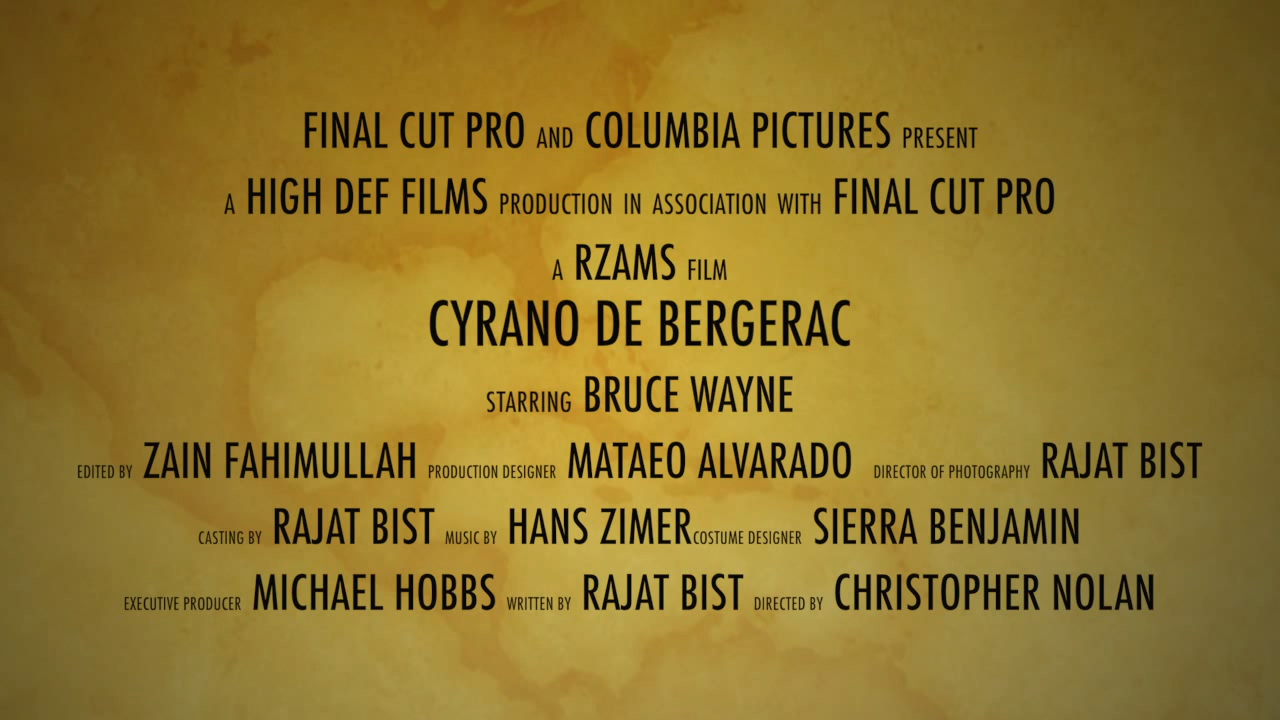 FINAL CUT PRO AND COLUMBIA PICTURES PRESENT
A HIGH DEF FILMS PRODUCTION IN ASSOCIATION WITH FINAL CUT PRO
A RZAMS FILM
CYRANO DE BERGERAC
STARRING BRUCE WAYNE
EDITED BY ZAIN FAHIMULLAH PRODUCTION DESIGNER MATAEO ALVARADO DIRECTOR OF PHOTOGRAPHY RAJAT BIST
CASTING BY RAJAT BIST MUSIC BY HANS ZIMER COSTUME DESIGNER SIERRA BENJAMIN
EXECUTIVE PRODUCER MICHAEL HOBBS WRITTEN BY RAJAT BIST DIRECTED BY CHRISTOPHER NOLAN